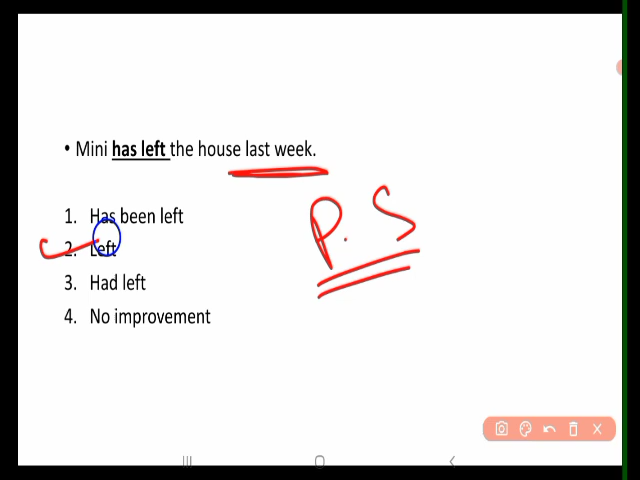 • Mini has left the house last week.
1. Has been left
2. Left
3. Had left
4. No improvement
P. S